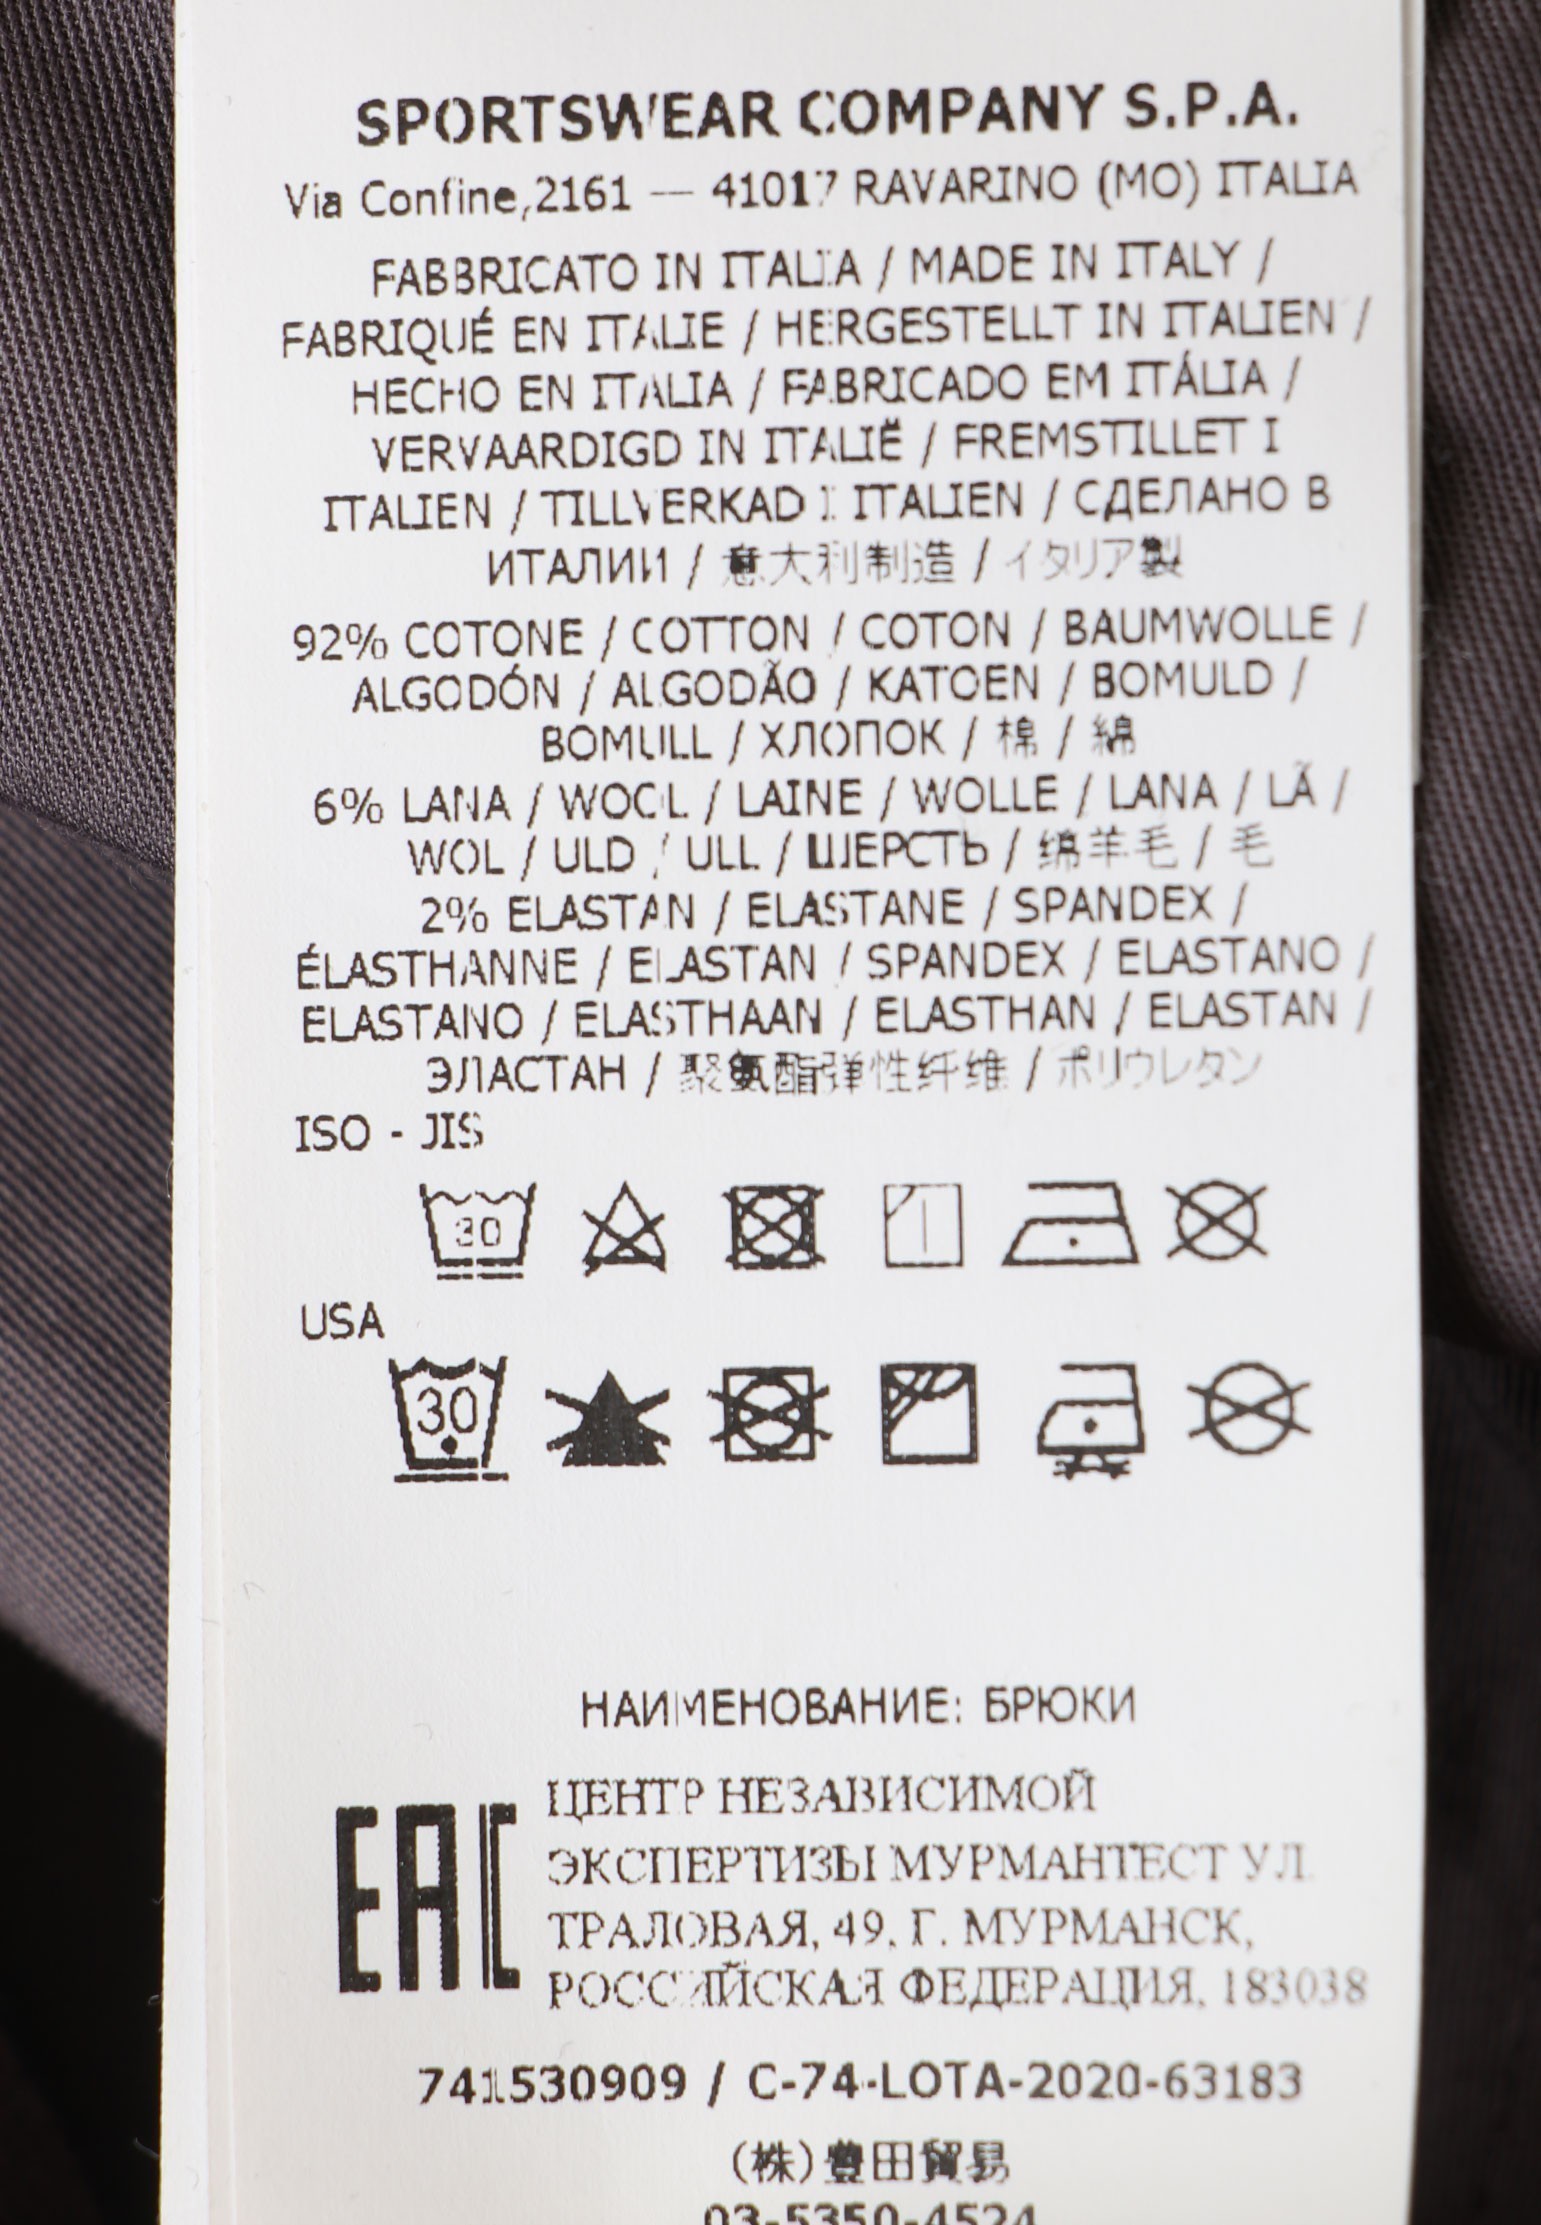 SPORTSWEAR COMPANY S.P.A.
Via Confine,2161 — 41017 RAVARINO (MO) ITALIA
FABBRICATO IN ITALIA / MADE IN ITALY /
FABRIQUÉ EN ITALIE / HERGESTELLT IN ITALIEN /
HECHO EN ITALIA / FABRICADO EM ITÁLIA /
VERVAARDIGD IN ITALIË / FREMSTILLET I
ITALIEN / TILLVERKAD I ITALIEN / СДЕЛАНО В
ИТАЛИИ / 意大利制造 / イタリア製
92% COTONE / COTTON / COTON / BAUMWOLLE /
ALGODÓN / ALGODÃO / KATOEN / BOMULD /
BOMULL / ХЛОПОК / 棉 / 綿
6% LANA / WOOL / LAINE / WOLLE / LANA / LÃ /
WOL / ULD / ULL / ШЕРСТЬ / 绵羊毛 / 毛
2% ELASTAN / ELASTANE / SPANDEX /
ÉLASTHANNE / ELASTAN / SPANDEX / ELASTANO /
ELASTANO / ELASTHAAN / ELASTHAN / ELASTAN /
ЭЛАСТАН / 聚氨酯弹性纤维 / ポリウレタン
ISO - JIS
30
USA
30
НАИМЕНОВАНИЕ: БРЮКИ
EAC
ЦЕНТР НЕЗАВИСИМОЙ
ЭКСПЕРТИЗЫ МУРМАНТЕСТ УЛ.
ТРАЛОВАЯ, 49, Г. МУРМАНСК,
РОССИЙСКАЯ ФЕДЕРАЦИЯ, 183038
741530909 / C-74-LOTA-2020-63183
(株)豊田貿易
03-5350-4524